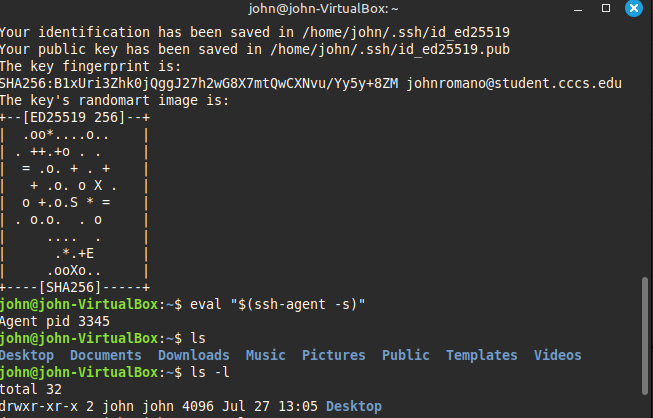 john@john-VirtualBox: ~
Your identification has been saved in /home/john/.ssh/id_ed25519
Your public key has been saved in /home/john/.ssh/id_ed25519.pub
The key fingerprint is:
SHA256:B1xUri3Zhk0jQggJ27h2wG8X7mtQwCXNvu/Yy5y+8ZM johnromano@student.cccs.edu
The key's randomart image is:
+--[ED25519 256]--+
|  .oo*....o..    |
| . ++.+o . .     |
|  = .o. + . +    |
|   + .o. o X .   |
|  o +.o.S * =    |
| . o.o.  . o     |
|     ....  .     |
|      .*.+E      |
|     .ooXo..     |
+----[SHA256]-----+
john@john-VirtualBox:~$ eval "$(ssh-agent -s)"
Agent pid 3345
john@john-VirtualBox:~$ ls
Desktop  Documents  Downloads  Music  Pictures  Public  Templates  Videos
john@john-VirtualBox:~$ ls -l
total 32
drwxr-xr-x 2 john john 4096 Jul 27 13:05 Desktop